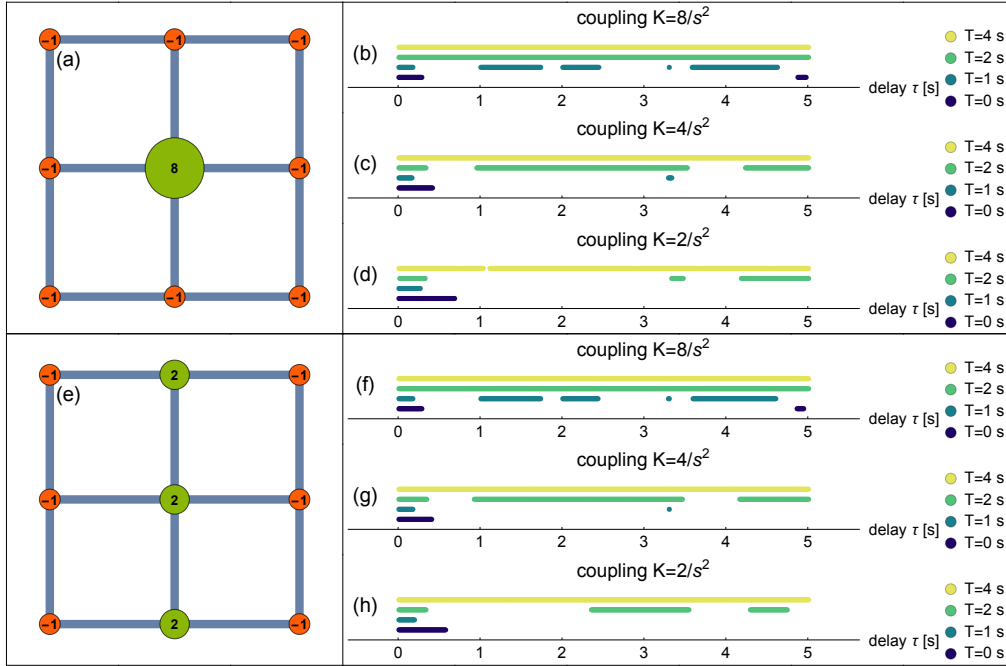 (a)
-1 -1 -1
-1 8 -1
-1 -1 -1
coupling K=8/s²
(b)
T=4 s
T=2 s
T=1 s
T=0 s
0 1 2 3 4 5
delay τ [s]
coupling K=4/s²
(c)
T=4 s
T=2 s
T=1 s
T=0 s
0 1 2 3 4 5
delay τ [s]
coupling K=2/s²
(d)
T=4 s
T=2 s
T=1 s
T=0 s
0 1 2 3 4 5
delay τ [s]
(e)
-1 2 -1
-1 2 -1
-1 2 -1
coupling K=8/s²
(f)
T=4 s
T=2 s
T=1 s
T=0 s
0 1 2 3 4 5
delay τ [s]
coupling K=4/s²
(g)
T=4 s
T=2 s
T=1 s
T=0 s
0 1 2 3 4 5
delay τ [s]
coupling K=2/s²
(h)
T=4 s
T=2 s
T=1 s
T=0 s
0 1 2 3 4 5
delay τ [s]